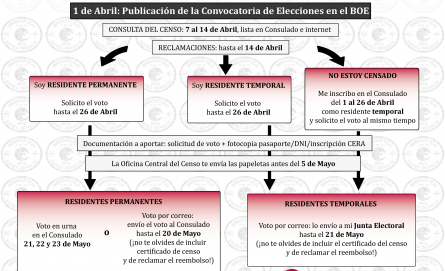 1 de Abril: Publicación de la Convocatoria de Elecciones en el BOE
CONSULTA DEL CENSO: 7 al 14 de Abril, lista en Consulado e internet
RECLAMACIONES: hasta el 14 de Abril
Soy RESIDENTE PERMANENTE
Solicito el voto
hasta el 26 de Abril
Soy RESIDENTE TEMPORAL
Solicito el voto
hasta el 26 de Abril
NO ESTOY CENSADO
Me inscribo en el Censo
del 1 al 26 de Abril
como residente temporal
y solicito el voto al mismo tiempo
Documentación a aportar: solicitud de voto + fotocopia pasaporte/DNI/inscripción CERA
La Oficina Central del Censo te envía las papeletas antes del 5 de Mayo
RESIDENTES PERMANENTES
Voto en urna
en el Consulado
21, 22 y 23 de Mayo
o
Voto por correo:
envío el voto al Consulado
hasta el 20 de Mayo
(¡no te olvides de incluir
certificado de censo
y de reclamar el reembolso!)
RESIDENTES TEMPORALES
Voto por correo: lo envío a mi Junta Electoral
hasta el 21 de Mayo
(¡no te olvides de incluir el certificado del censo
y de reclamar el reembolso!)